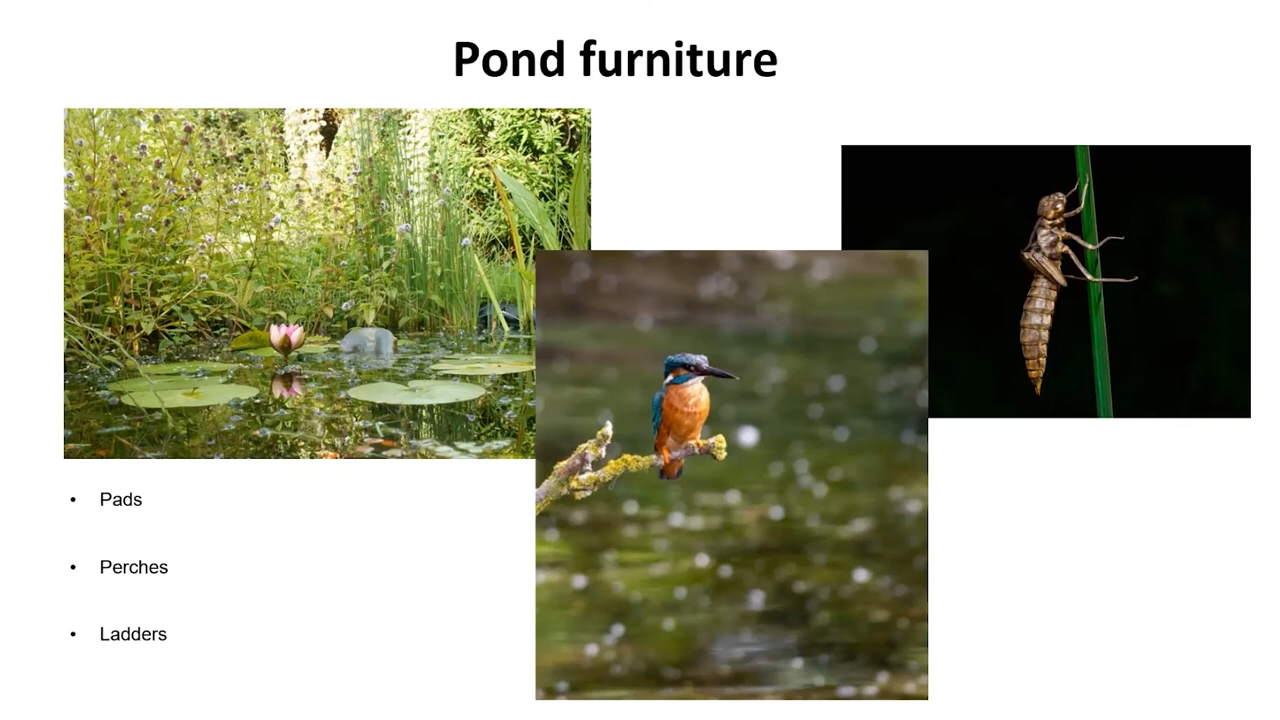 Pond furniture
• Pads
• Perches
• Ladders